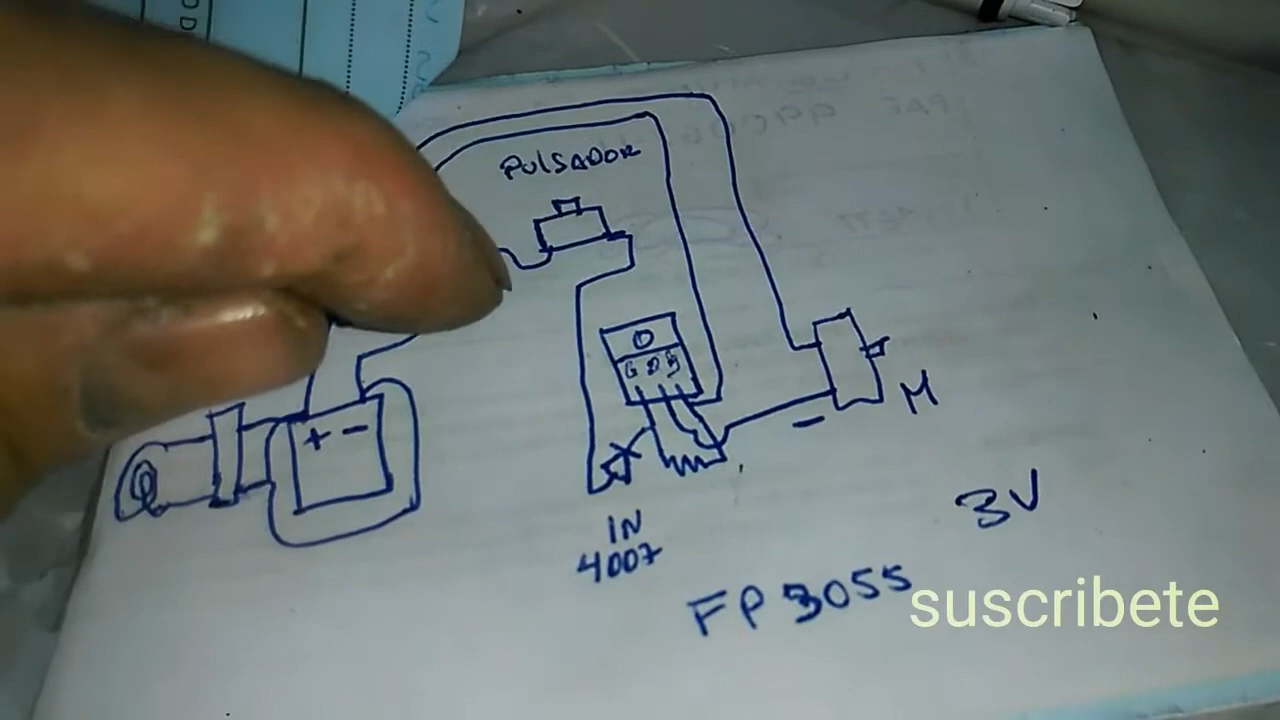 PULSADOR
G D S
+ -
M
-
IN
4007
3V
FP3055
suscribete